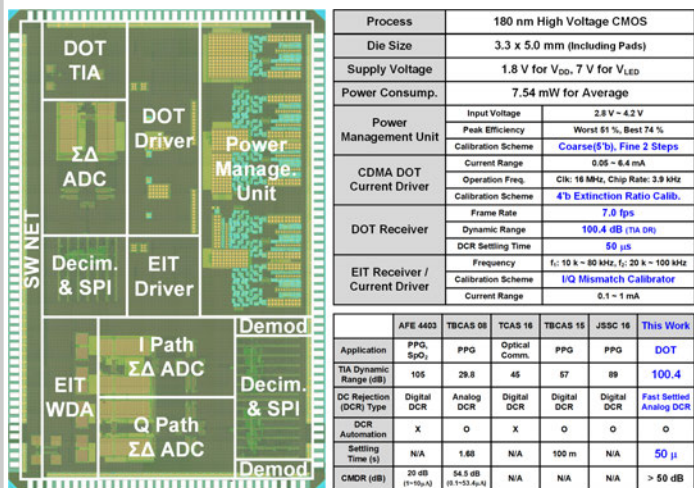 DOT
TIA
ΣΔ
ADC
Decim.
& SPI
DOT
Driver
EIT
Driver
Power
Manage.
Unit
SW NET
EIT
WDA
I Path
ΣΔ ADC
Q Path
ΣΔ ADC
Demod
Decim.
& SPI
Demod
Process 180 nm High Voltage CMOS
Die Size 3.3 x 5.0 mm (Including Pads)
Supply Voltage 1.8 V for VDD, 7 V for VLED
Power Consump. 7.54 mW for Average
Power Management Unit
Input Voltage 2.8 V ~ 4.2 V
Peak Efficiency Worst 51 %, Best 74 %
Calibration Scheme Coarse(5'b), Fine 2 Steps
CDMA DOT Current Driver
Current Range 0.05 ~ 6.4 mA
Operation Freq. Clk: 16 MHz, Chip Rate: 3.9 kHz
Calibration Scheme 4'b Extinction Ratio Calib.
DOT Receiver
Frame Rate 7.0 fps
Dynamic Range 100.4 dB (TIA DR)
DCR Settling Time 50 μs
EIT Receiver / Current Driver
Frequency f₁: 10 k ~ 80 kHz, f₂: 20 k ~ 100 kHz
Calibration Scheme I/Q Mismatch Calibrator
Current Range 0.1 ~ 1 mA
AFE 4403 TBCAS 08 TCAS 16 TBCAS 15 JSSC 16 This Work
Application PPG, SpO₂ PPG Optical Comm. PPG PPG DOT
TIA Dynamic Range (dB) 105 29.8 45 57 89 100.4
DC Rejection (DCR) Type Digital DCR Analog DCR Digital DCR Digital DCR Digital DCR Fast Settled Analog DCR
DCR Automation X O X O O O
Settling Time (s) N/A 1.68 N/A 100 m N/A 50 μ
CMDR (dB) 20 dB (1~10μA) 54.5 dB (0.1~53.4μA) N/A N/A N/A > 50 dB